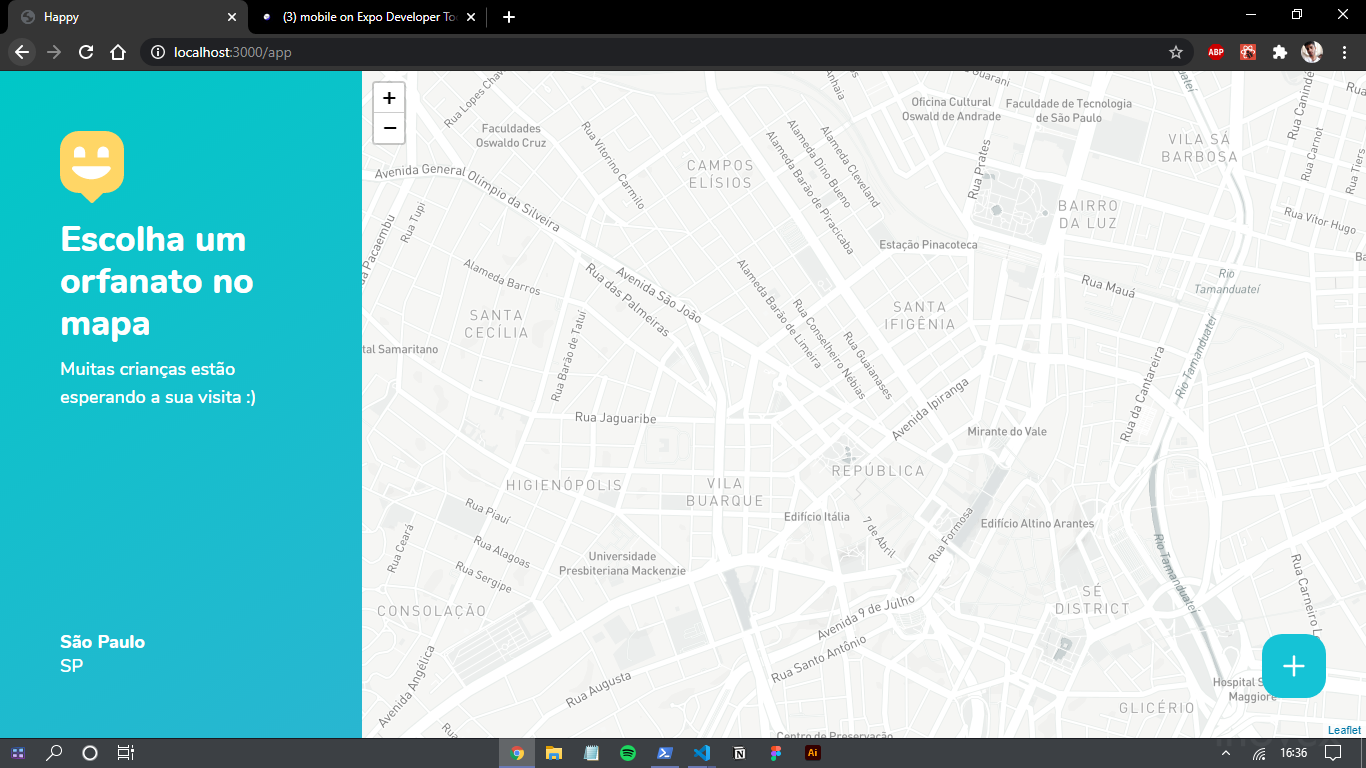 Happy
(3) mobile on Expo Developer To
localhost:3000/app
ABP
Escolha um
orfanato no
mapa
Muitas crianças estão
esperando a sua visita :)
São Paulo
SP
+
−
Rua Lopes Chav
Faculdades
Oswaldo Cruz
Rua Vitorino Carmilo
Avenida General Olímpio da Silveira
Rua Tupi
Pacaembu
CAMPOS
ELÍSIOS
Alameda Barão de Piracicaba
Alameda Dino Bueno
Alameda Cleveland
Anhaia
Oficina Cultural
Oswald de Andrade
Guarani
Faculdade de Tecnologia
de São Paulo
Rua Prates
VILA SÁ
BARBOSA
Rua Canindé
Rua Carnot
Rua Tiers
Rua
BAIRRO
DA LUZ
Rua Vítor Hugo
Estação Pinacoteca
Alameda Barros
Rua das Palmeiras
Avenida São João
Alameda Barão de Limeira
Rua Conselheiro Nébias
Rua Guaianases
SANTA
IFIGÊNIA
Rua Mauá
Rio
Tamanduateí
SANTA
CECÍLIA
Rua Barão de Tatuí
tal Samaritano
Rua Jaguaribe
Avenida Ipiranga
Rua da Cantareira
Rio Tamanduateí
Mirante do Vale
REPÚBLICA
HIGIENÓPOLIS
VILA
BUARQUE
Rua Piauí
Edifício Itália
7 de Abril
Rua Formosa
Edifício Altino Arantes
Rua Ceará
Rua Alagoas
Rua Sergipe
Universidade
Presbiteriana Mackenzie
Rio Tamanduateí
Rua Carneiro L
CONSOLAÇÃO
Avenida 9 de Julho
SÉ
DISTRICT
Rua Santo Antônio
Avenida Angélica
Rua Augusta
Hospital S
Maggiore
GLICÉRIO
Centro de Preservação
Leaflet
Ai
16:36